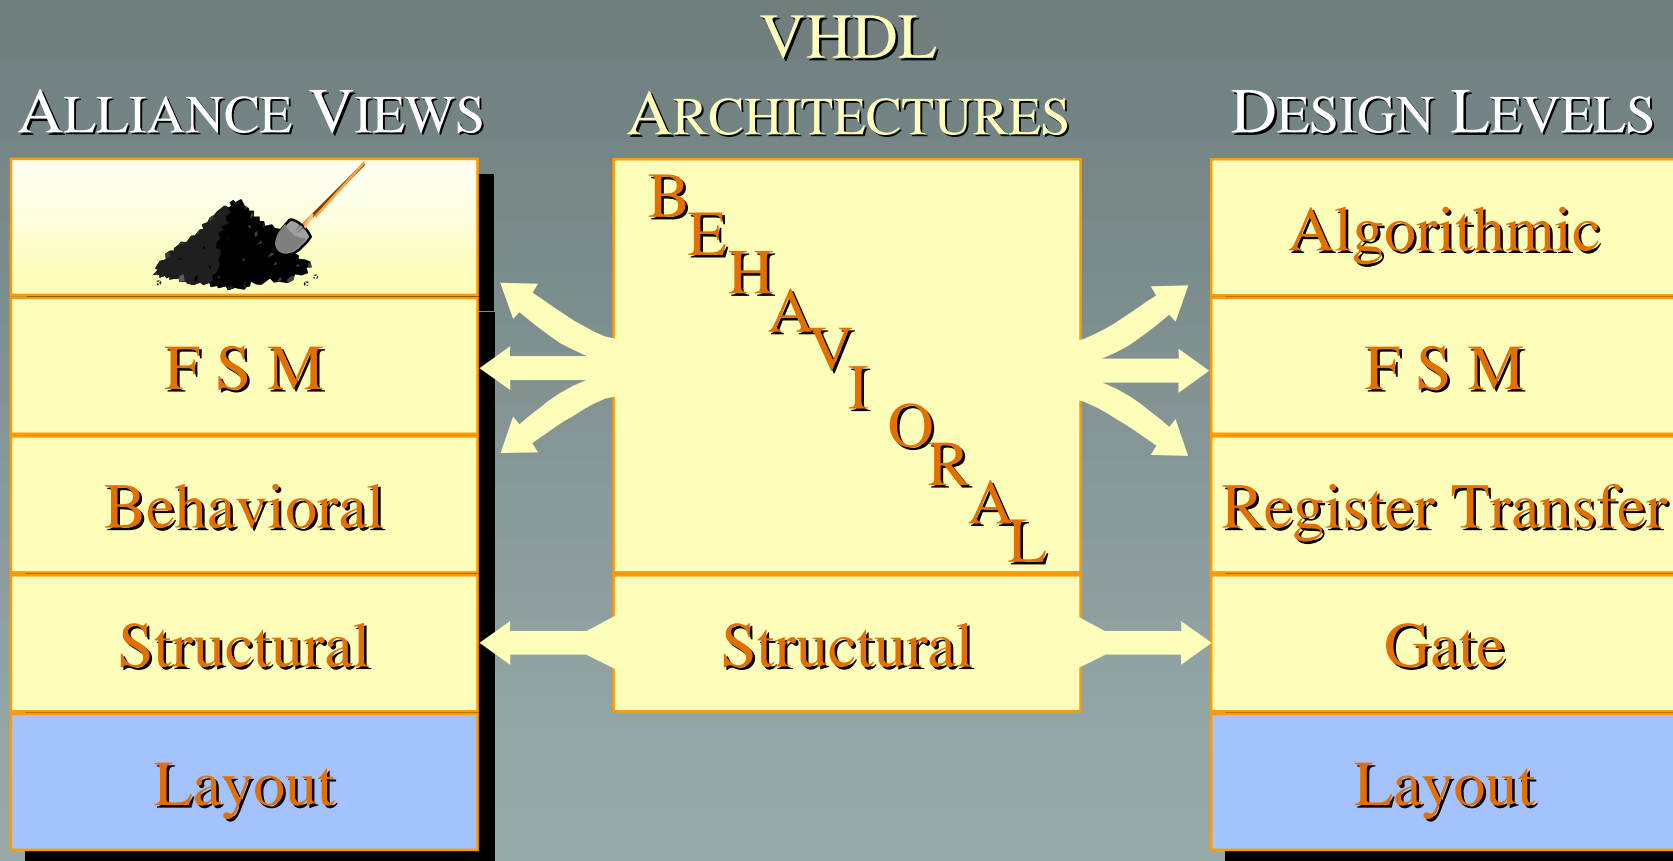 VHDL
ALLIANCE VIEWS
ARCHITECTURES
DESIGN LEVELS
BEHAVIORAL
Algorithmic
F S M
F S M
Behavioral
Register Transfer
Structural
Structural
Gate
Layout
Layout